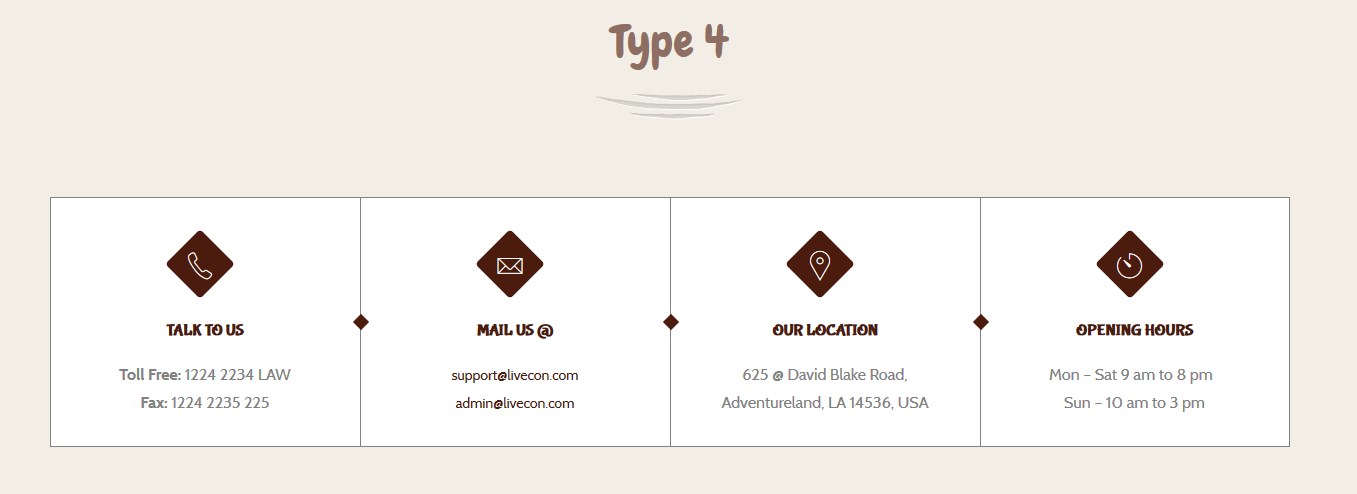 Type 4
TALK TO US
Toll Free: 1224 2234 LAW
Fax: 1224 2235 225
MAIL US @
support@livecon.com
admin@livecon.com
OUR LOCATION
625 @ David Blake Road,
Adventureland, LA 14536, USA
OPENING HOURS
Mon – Sat 9 am to 8 pm
Sun – 10 am to 3 pm